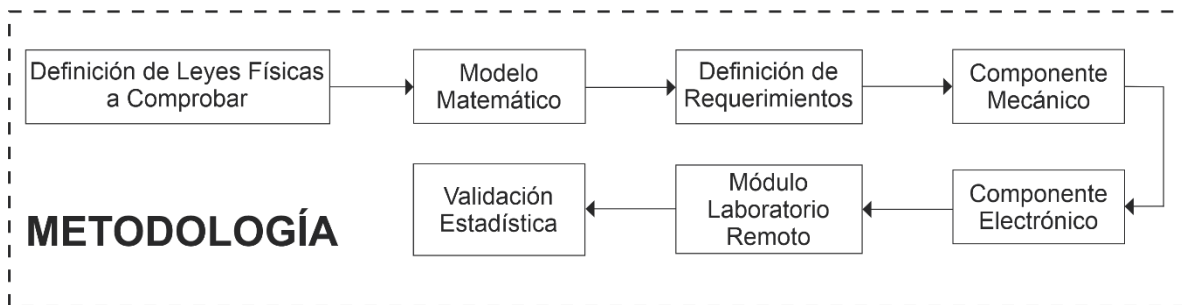 Definición de Leyes Físicas
a Comprobar
Modelo
Matemático
Definición de
Requerimientos
Componente
Mecánico
Componente
Electrónico
Módulo
Laboratorio
Remoto
Validación
Estadística
METODOLOGÍA